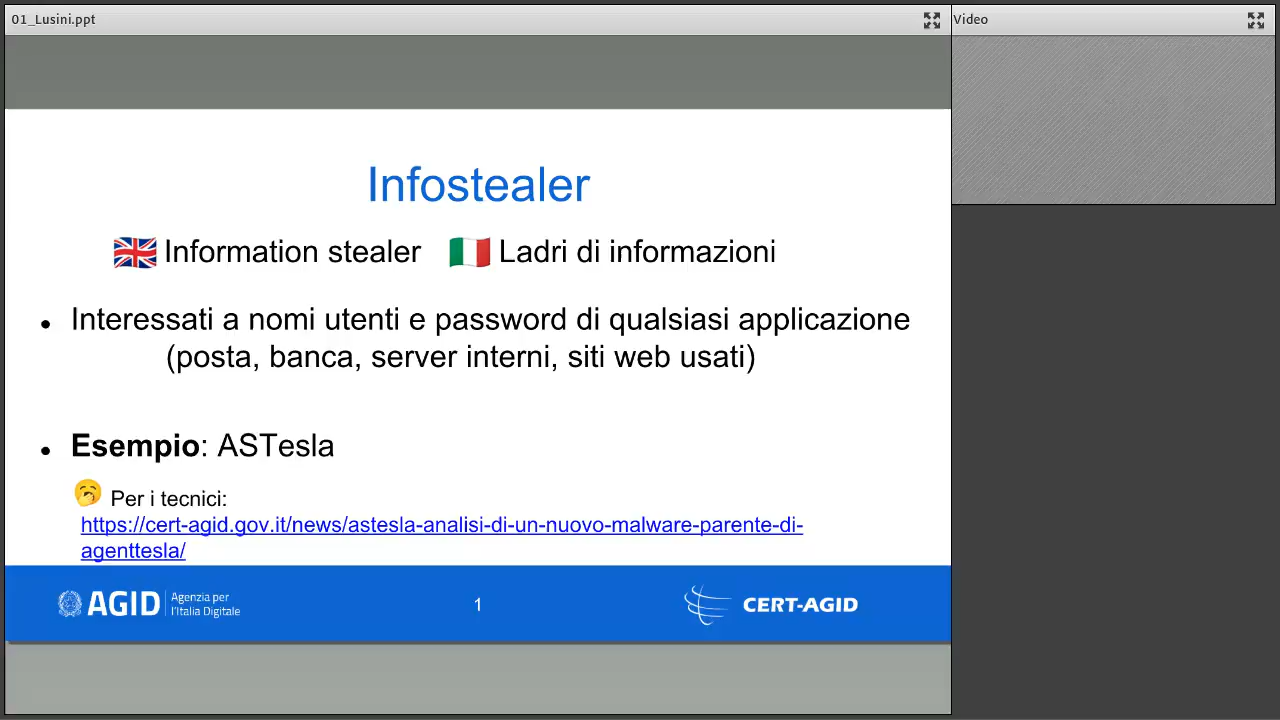 01_Lusini.ppt
Video
Infostealer
Information stealer
Ladri di informazioni
Interessati a nomi utenti e password di qualsiasi applicazione
(posta, banca, server interni, siti web usati)
Esempio: ASTesla
Per i tecnici:
https://cert-agid.gov.it/news/astesla-analisi-di-un-nuovo-malware-parente-di-
agenttesla/
AGID
Agenzia per
l'Italia Digitale
1
CERT-AGID